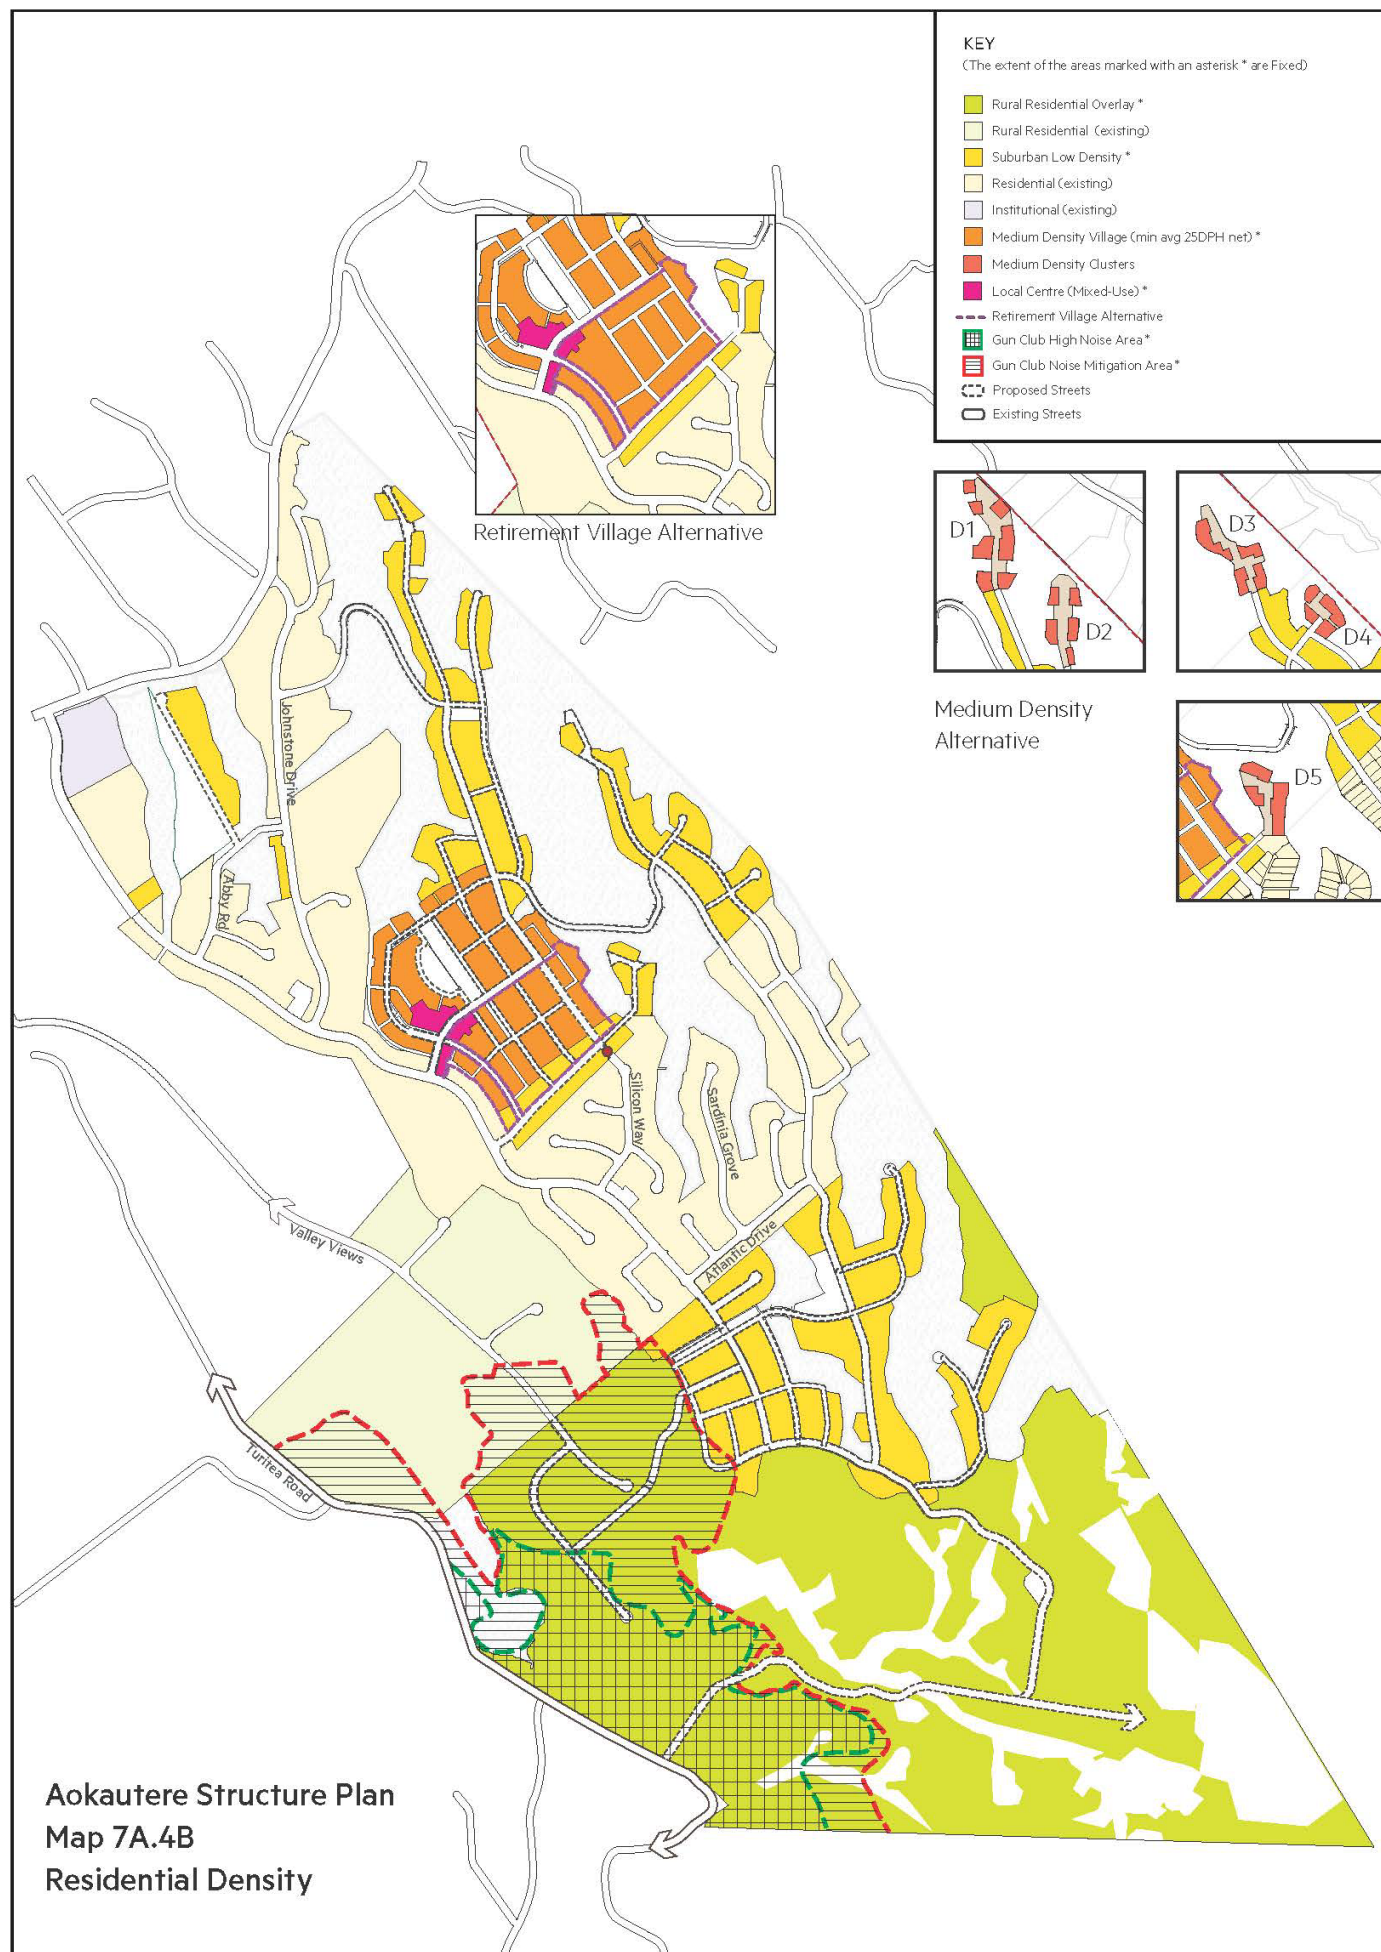 KEY
(The extent of the areas marked with an asterisk * are Fixed)
Rural Residential Overlay *
Rural Residential (existing)
Suburban Low Density *
Residential (existing)
Institutional (existing)
Medium Density Village (min avg 25DPH net) *
Medium Density Clusters
Local Centre (Mixed-Use) *
Retirement Village Alternative
Gun Club High Noise Area *
Gun Club Noise Mitigation Area *
Proposed Streets
Existing Streets
Retirement Village Alternative
D1
D2
D3
D4
Medium Density
Alternative
D5
Johnstone Drive
Abby Rd
Silicon Way
Sardinia Grove
Atlantic Drive
Valley Views
Turitea Road
Aokautere Structure Plan
Map 7A.4B
Residential Density